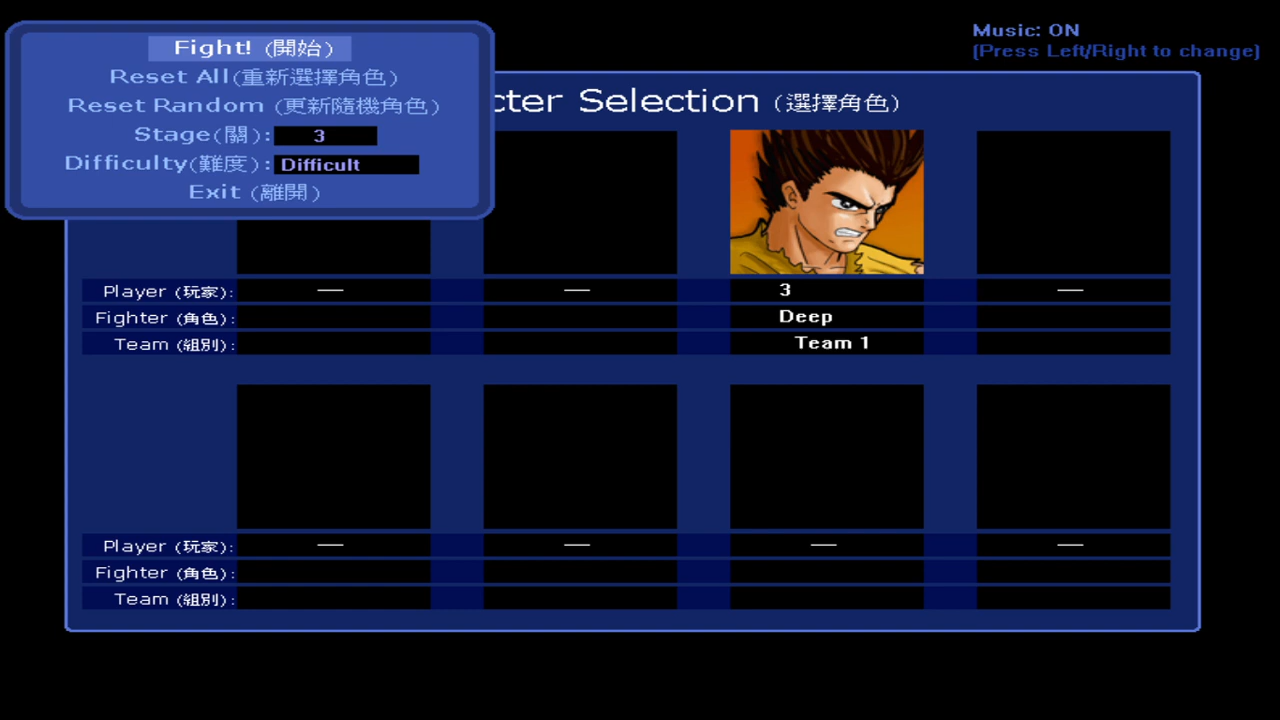 Fight! (開始)
Reset All(重新選擇角色)
Reset Random (更新隨機角色)
Stage(關): 3
Difficulty(難度): Difficult
Exit (離開)
Music: ON
(Press Left/Right to change)
cter Selection (選擇角色)
Player (玩家): — — 3 —
Fighter (角色): Deep
Team (組別): Team 1
Player (玩家): — — — —
Fighter (角色):
Team (組別):